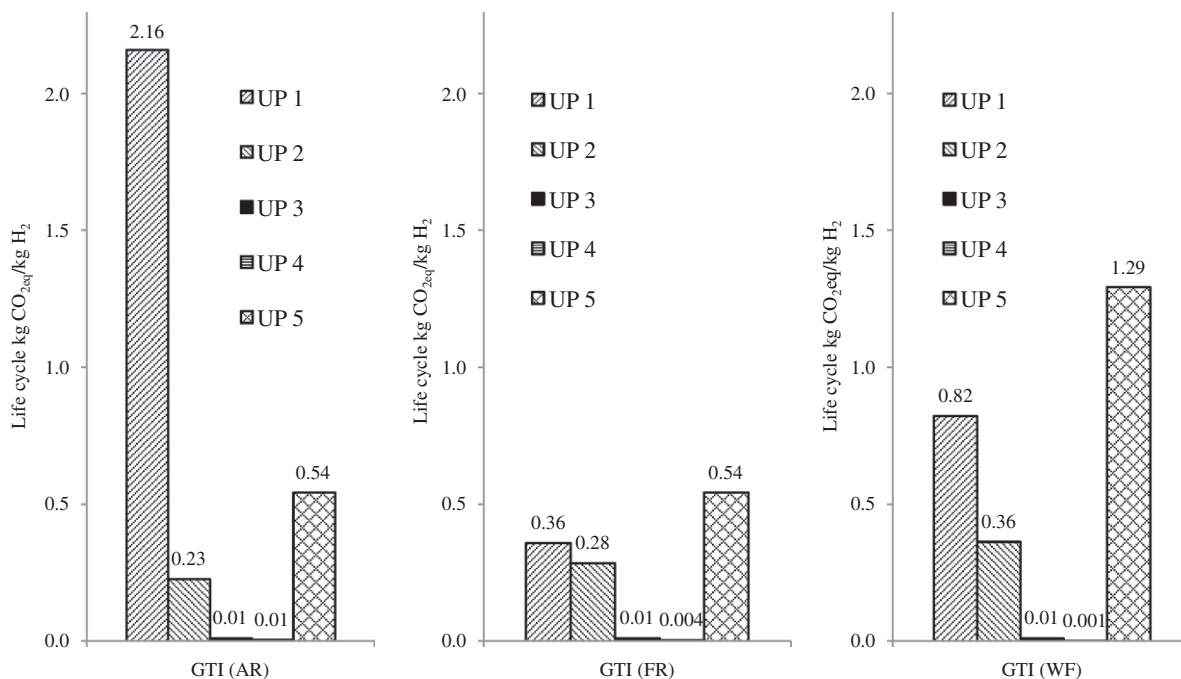 Life cycle kg CO2eq/kg H2
2.0
1.5
1.0
0.5
0.0
2.16
0.23
0.01
0.01
0.54
UP 1
UP 2
UP 3
UP 4
UP 5
GTI (AR)
Life cycle kg CO2eq/kg H2
2.0
1.5
1.0
0.5
0.0
0.36
0.28
0.01
0.004
0.54
UP 1
UP 2
UP 3
UP 4
UP 5
GTI (FR)
Life cycle kg CO2eq/kg H2
2.0
1.5
1.0
0.5
0.0
0.82
0.36
0.01
0.001
1.29
UP 1
UP 2
UP 3
UP 4
UP 5
GTI (WF)